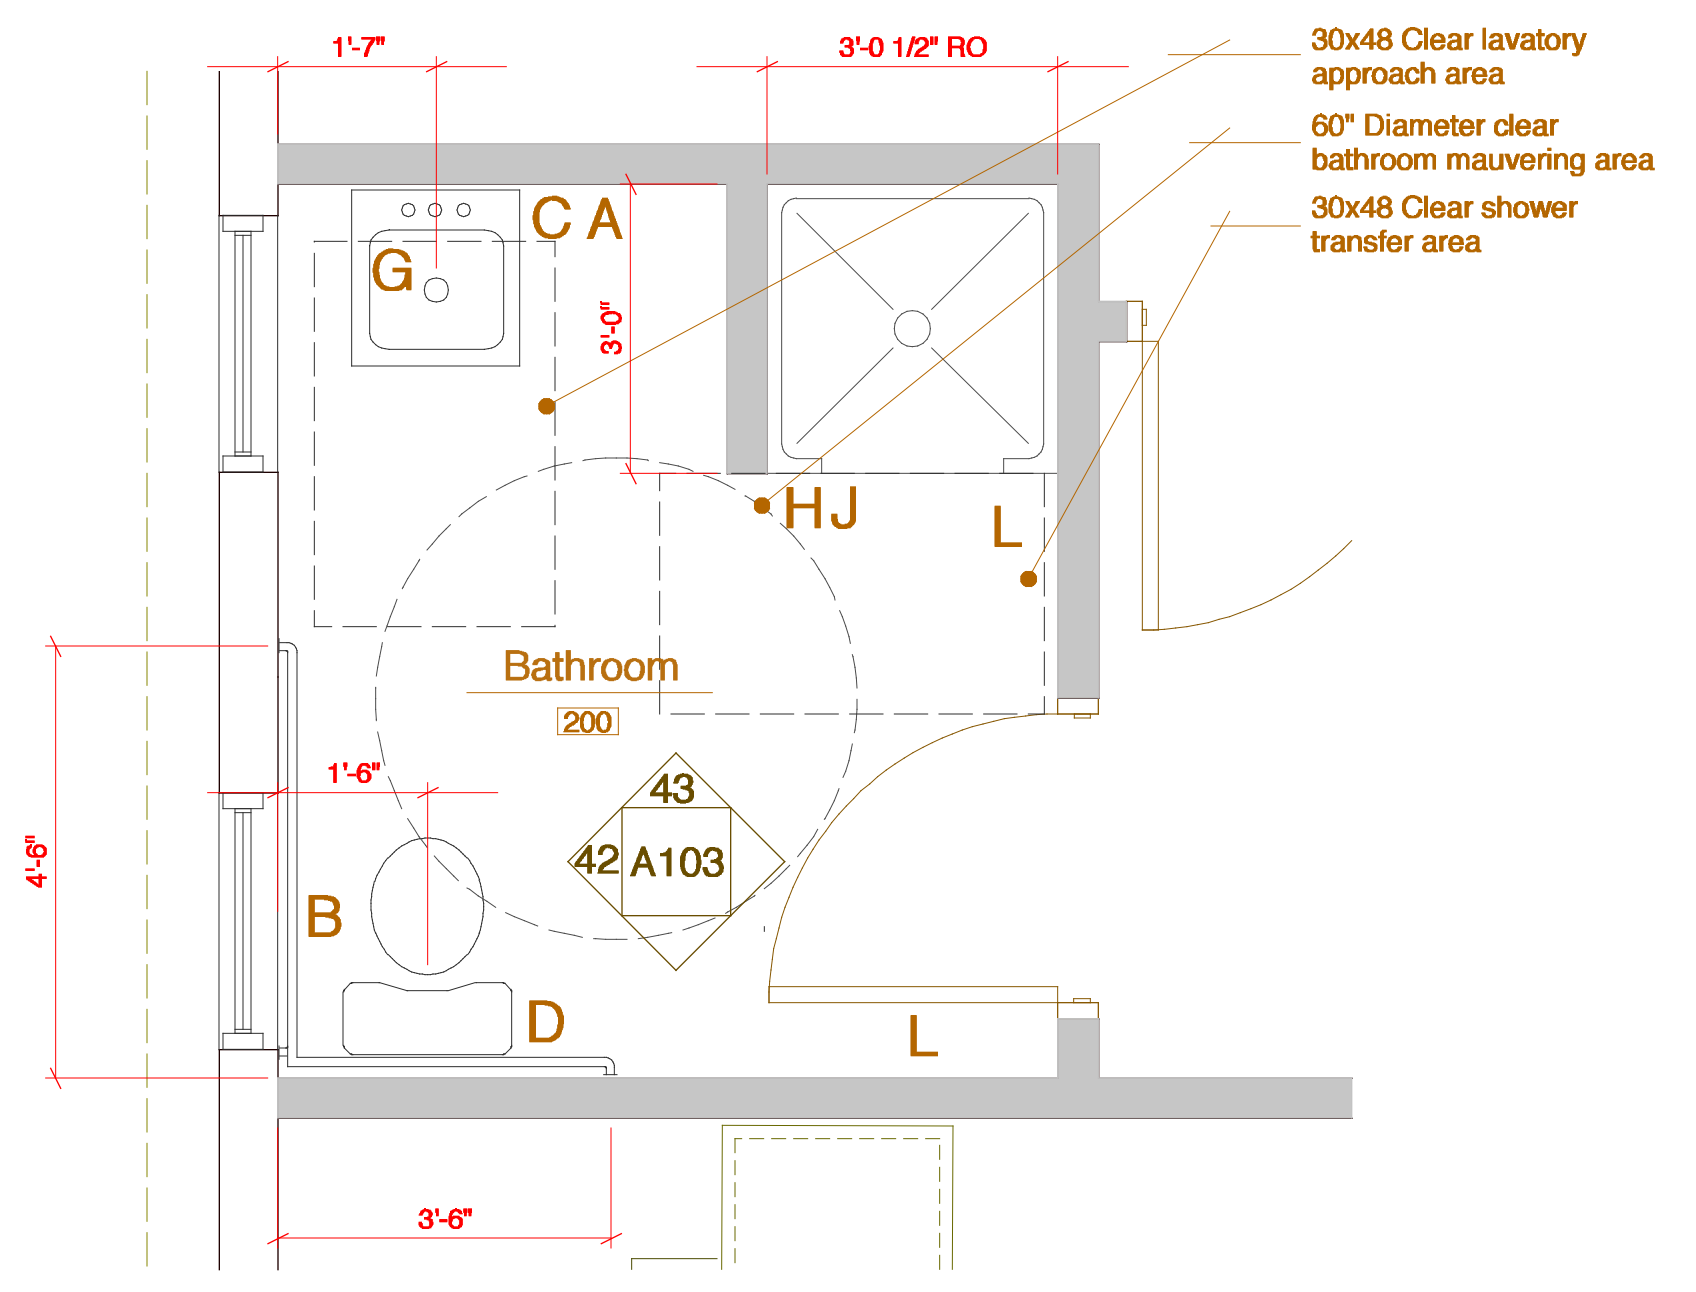 1'-7"
3'-0 1/2" RO
30x48 Clear lavatory
approach area
60" Diameter clear
bathroom mauvering area
30x48 Clear shower
transfer area
C A
G
3'-0"
HJ
L
Bathroom
200
1'-6"
43
42 A103
4'-6"
B
D
L
3'-6"